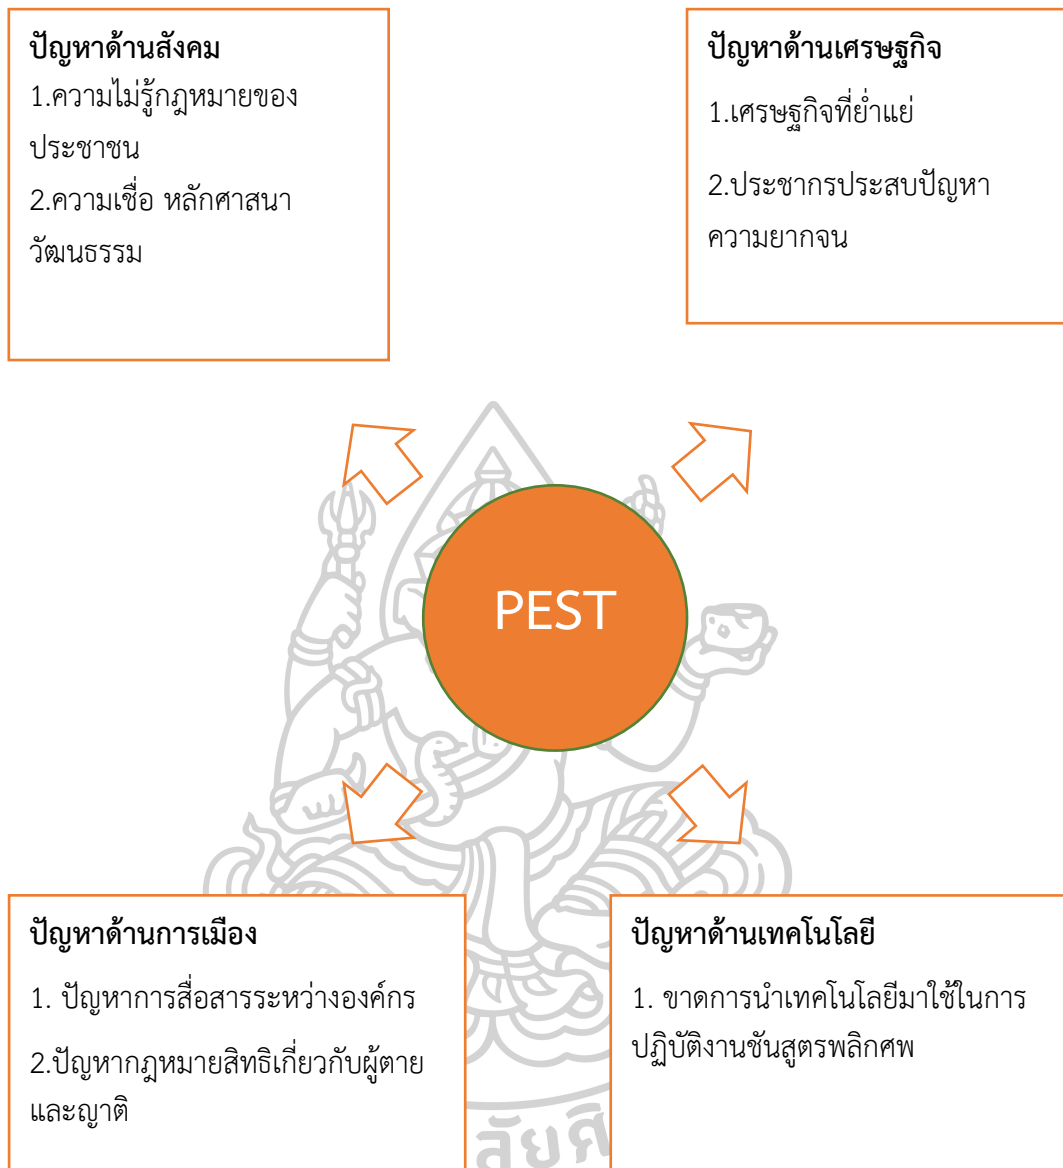 ปัญหาด้านสังคม
1.ความไม่รู้กฎหมายของ
ประชาชน
2.ความเชื่อ หลักศาสนา
วัฒนธรรม
ปัญหาด้านเศรษฐกิจ
1.เศรษฐกิจที่ย่ำแย่
2.ประชากรประสบปัญหา
ความยากจน
PEST
ปัญหาด้านการเมือง
1. ปัญหาการสื่อสารระหว่างองค์กร
2.ปัญหากฎหมายสิทธิเกี่ยวกับผู้ตาย
และญาติ
ปัญหาด้านเทคโนโลยี
1. ขาดการนำเทคโนโลยีมาใช้ในการ
ปฏิบัติงานชันสูตรพลิกศพ